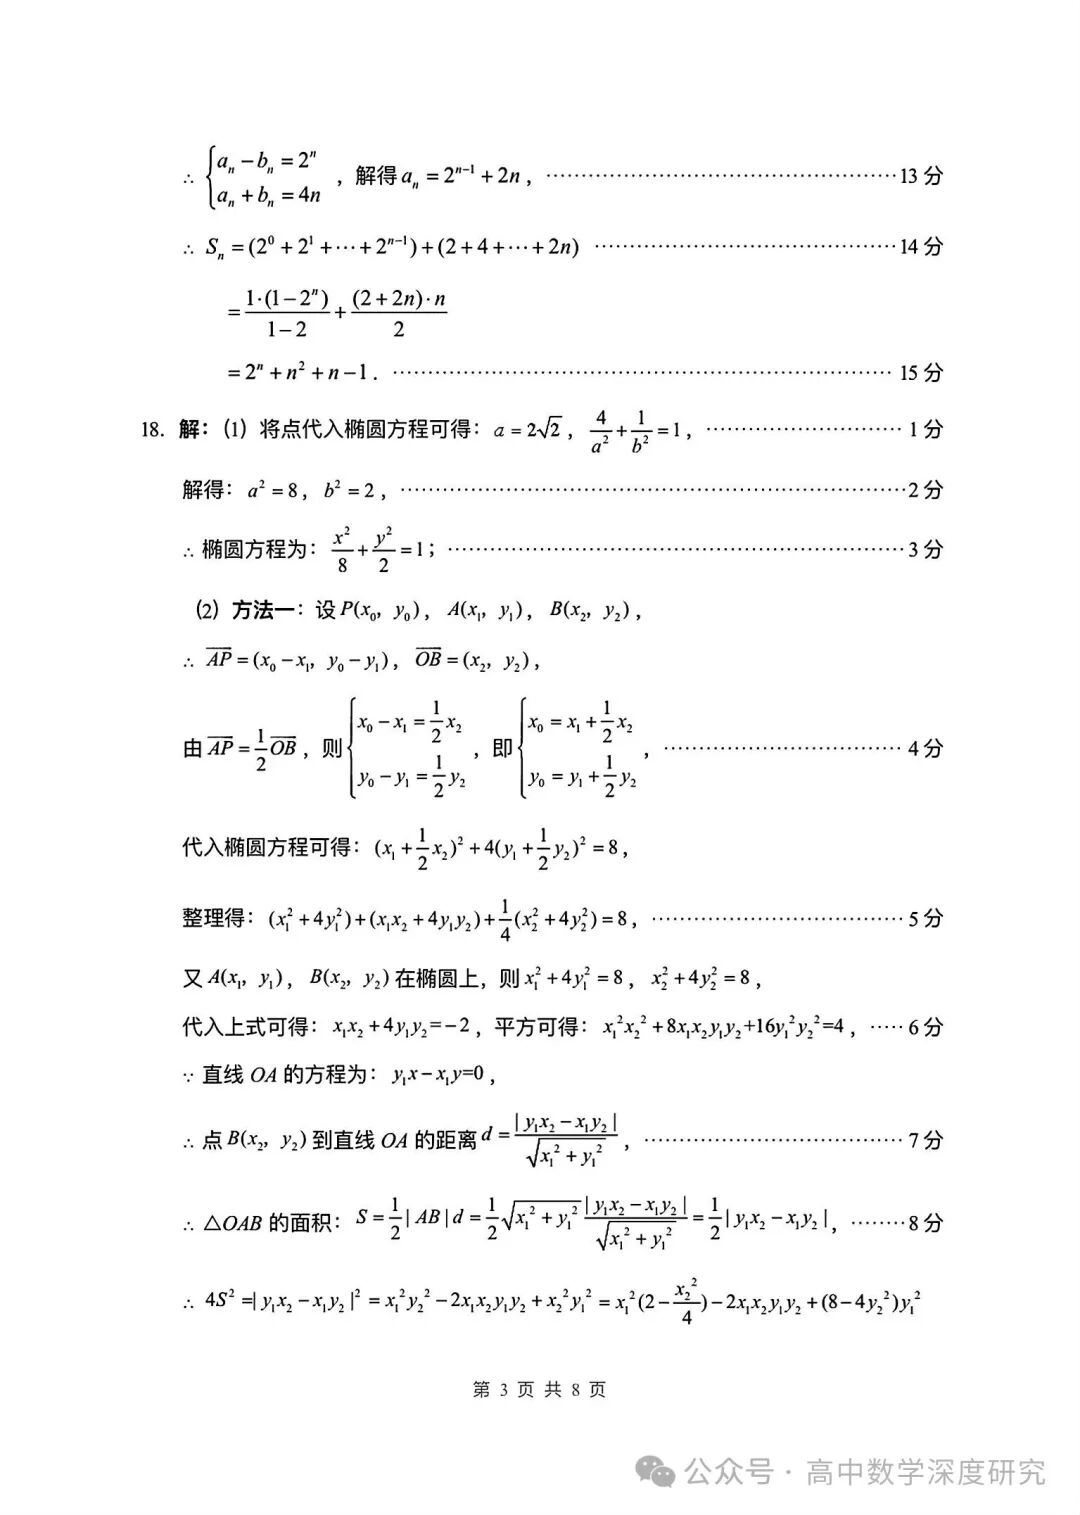 ∴ {aₙ − bₙ = 2ⁿ, aₙ + bₙ = 4n , 解得 aₙ = 2ⁿ⁻¹ + 2n , ……………… 13 分
∴ Sₙ = (2⁰ + 2¹ + ⋯ + 2ⁿ⁻¹) + (2 + 4 + ⋯ + 2n) ……………… 14 分
= 1·(1−2ⁿ)/(1−2) + (2+2n)·n/2
= 2ⁿ + n² + n − 1 . ……………… 15 分
18. 解:(1) 将点代入椭圆方程可得: a = 2√2 , 4/a² + 1/b² = 1 , ……………… 1 分
解得: a² = 8 , b² = 2 , ……………… 2 分
∴ 椭圆方程为: x²/8 + y²/2 = 1 ; ……………… 3 分
(2) 方法一:设 P(x₀, y₀) , A(x₁, y₁) , B(x₂, y₂) ,
∴ \overline{AP} = (x₀ − x₁, y₀ − y₁) , \overline{OB} = (x₂, y₂) ,
由 \overline{AP} = 1/2 \overline{OB} , 则 {x₀ − x₁ = 1/2 x₂, y₀ − y₁ = 1/2 y₂ , 即 {x₀ = x₁ + 1/2 x₂, y₀ = y₁ + 1/2 y₂ , ……………… 4 分
代入椭圆方程可得: (x₁ + 1/2 x₂)² + 4(y₁ + 1/2 y₂)² = 8 ,
整理得: (x₁² + 4y₁²) + (x₁x₂ + 4y₁y₂) + 1/4 (x₂² + 4y₂²) = 8 , ……………… 5 分
又 A(x₁, y₁) , B(x₂, y₂) 在椭圆上, 则 x₁² + 4y₁² = 8 , x₂² + 4y₂² = 8 ,
代入上式可得: x₁x₂ + 4y₁y₂ = −2 , 平方可得: x₁²x₂² + 8x₁x₂y₁y₂ + 16y₁²y₂² = 4 , …… 6 分
∵ 直线 OA 的方程为: y₁x − x₁y = 0 ,
∴ 点 B(x₂, y₂) 到直线 OA 的距离 d = | y₁x₂ − x₁y₂ | / √(x₁² + y₁²) , ……………… 7 分
∴ △OAB 的面积: S = 1/2 | AB | d = 1/2 √(x₁² + y₁²) | y₁x₂ − x₁y₂ | / √(x₁² + y₁²) = 1/2 | y₁x₂ − x₁y₂ | , ……… 8 分
∴ 4S² = | y₁x₂ − x₁y₂ |² = x₁²y₂² − 2x₁x₂y₁y₂ + x₂²y₁² = x₁²(2 − x₂²/4) − 2x₁x₂y₁y₂ + (8 − 4y₂²)y₁²
第 3 页 共 8 页
公众号 · 高中数学深度研究